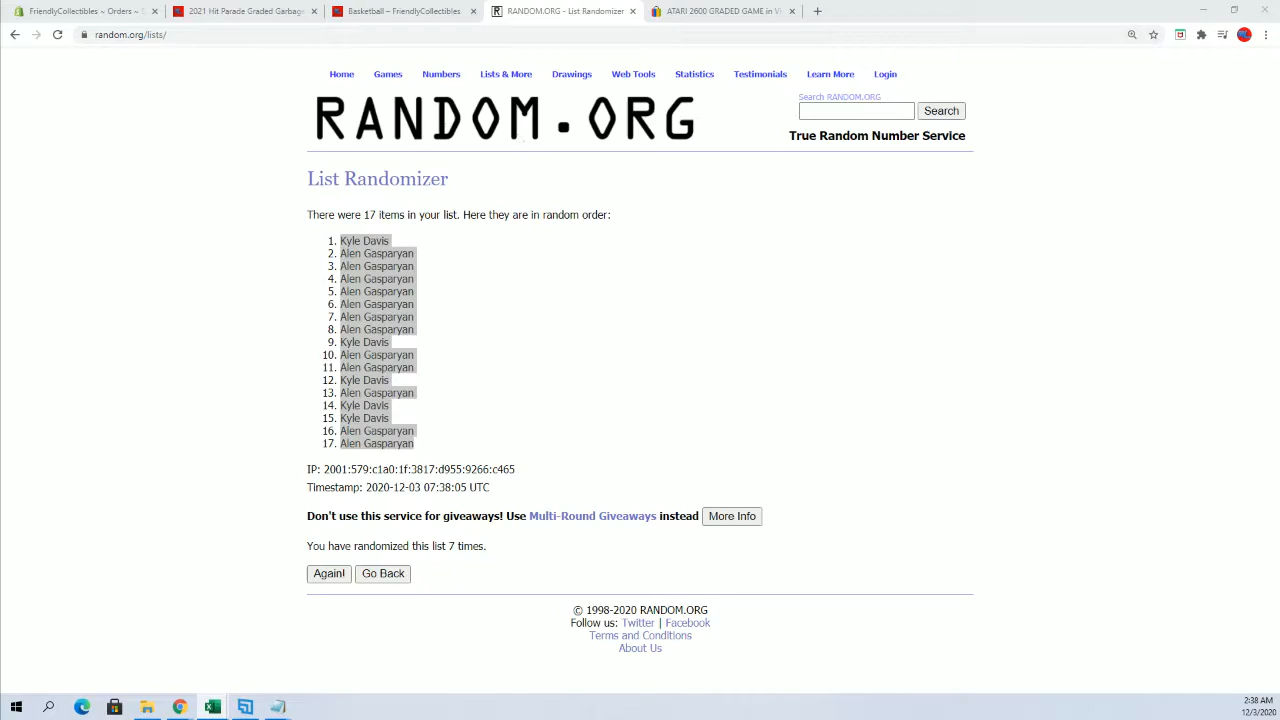 FriendlyCollectibles ~ Orders ~ S
2021 Hit Parade Graded Garbage
Basketball – FriendlyCollectibles
RANDOM.ORG - List Randomizer
ATARI 2600 GRADED GAME in V
random.org/lists/
Home Games Numbers Lists & More Drawings Web Tools Statistics Testimonials Learn More Login
RANDOM.ORG
Search RANDOM.ORG
Search
True Random Number Service
List Randomizer
There were 17 items in your list. Here they are in random order:
1. Kyle Davis
2. Alen Gasparyan
3. Alen Gasparyan
4. Alen Gasparyan
5. Alen Gasparyan
6. Alen Gasparyan
7. Alen Gasparyan
8. Alen Gasparyan
9. Kyle Davis
10. Alen Gasparyan
11. Alen Gasparyan
12. Kyle Davis
13. Alen Gasparyan
14. Kyle Davis
15. Kyle Davis
16. Alen Gasparyan
17. Alen Gasparyan
IP: 2001:579:c1a0:1f:3817:d955:9266:c465
Timestamp: 2020-12-03 07:38:05 UTC
Don't use this service for giveaways! Use Multi-Round Giveaways instead More Info
You have randomized this list 7 times.
Again! Go Back
© 1998-2020 RANDOM.ORG
Follow us: Twitter | Facebook
Terms and Conditions
About Us
2:38 AM
12/3/2020